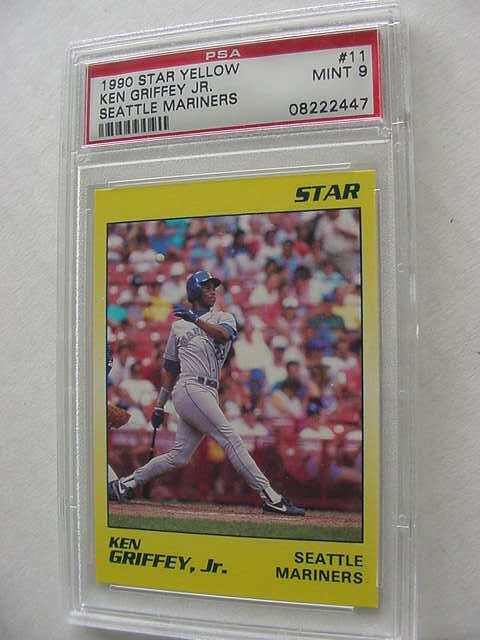 PSA
1990 STAR YELLOW #11
KEN GRIFFEY JR. MINT 9
SEATTLE MARINERS
08222447
STAR
KEN
GRIFFEY, Jr.
SEATTLE
MARINERS